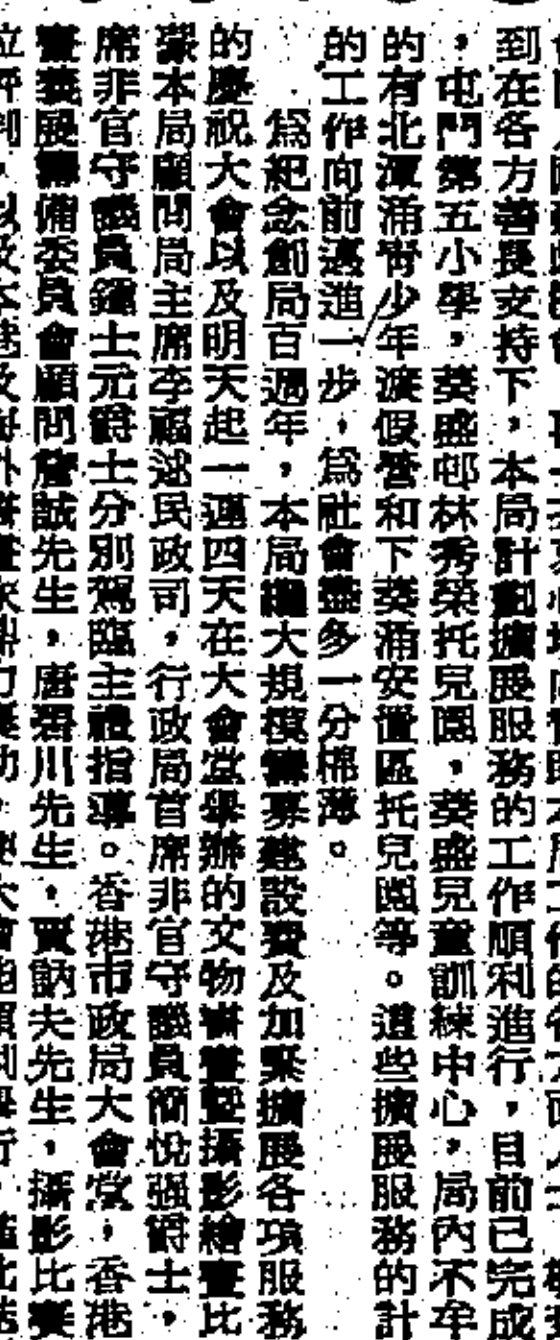 到在各方善長支持下，本局計劃擴展服務的工作順利進行，目前已完成
，屯門第五小學，葵盛邨林秀榮托兒園，葵盛兒童訓練中心，局內不牟
的有北潭涌青少年渡假營和下葵涌安置區托兒園等。這些擴展服務的計
的工作向前邁進一步，爲社會盡多一分棉薄。
爲紀念創局百週年，本局擴大規模籌募建設費及加緊擴展各項服務
的慶祝大會以及明天起一連四天在大會堂舉辦的文物書畫暨攝影繪畫比
蒙本局顧問局主席李福逑民政司，行政局首席非官守議員簡悅强爵士，
席非官守議員鍾士元爵士分別駕臨主禮指導。香港市政局大會堂，香港
書義展籌備委員會顧問詹誠先生，唐碧川先生，賈訥夫先生，攝影比賽